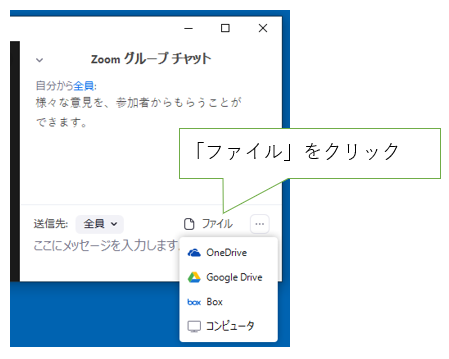 Zoom グループ チャット
自分から全員:
様々な意見を、参加者からもらうことが
できます。
「ファイル」をクリック
送信先: 全員 ファイル ...
ここにメッセージを入力します
OneDrive
Google Drive
box Box
コンピュータ